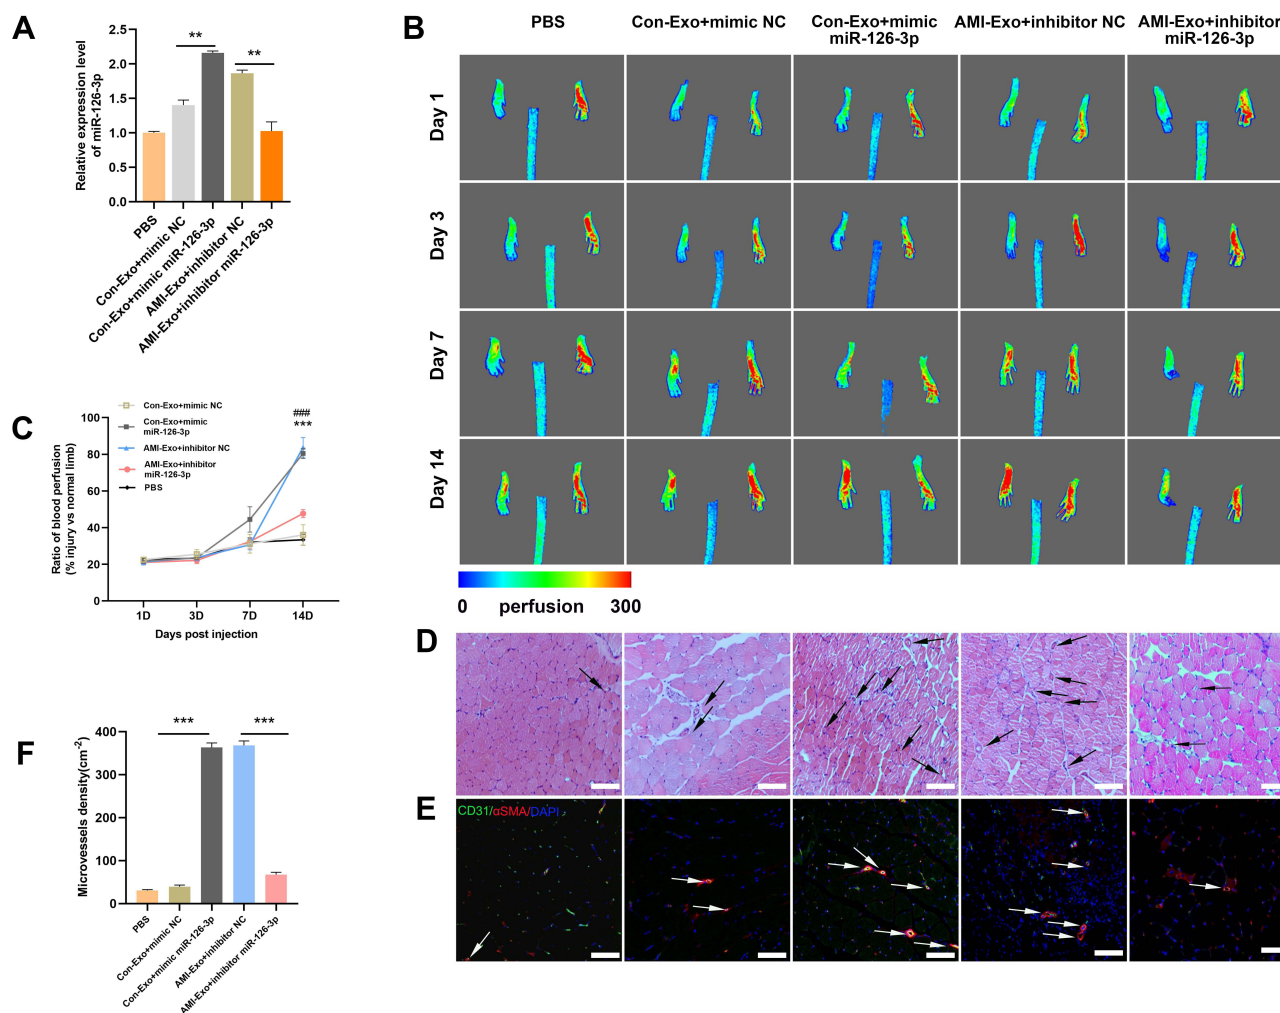 A
Relative expression level
of miR-126-3p
2.5
2.0
1.5
1.0
0.5
0.0
**
**
PBS
Con-Exo+mimic NC
Con-Exo+mimic miR-126-3p
AMI-Exo+inhibitor NC
AMI-Exo+inhibitor miR-126-3p
B
PBS
Con-Exo+mimic NC
Con-Exo+mimic
miR-126-3p
AMI-Exo+inhibitor NC
AMI-Exo+inhibitor
miR-126-3p
Day 1
Day 3
Day 7
Day 14
0 perfusion 300
C
Ratio of blood perfusion
(% injury vs normal limb)
100
80
60
40
20
0
Con-Exo+mimic NC
Con-Exo+mimic
miR-126-3p
AMI-Exo+inhibitor NC
AMI-Exo+inhibitor
miR-126-3p
PBS
###
***
1D 3D 7D 14D
Days post injection
D
E
CD31/αSMA/DAPI
F
Microvessels density(cm-2)
400
300
200
100
0
***
***
PBS
Con-Exo+mimic NC
Con-Exo+mimic miR-126-3p
AMI-Exo+inhibitor NC
AMI-Exo+inhibitor miR-126-3p